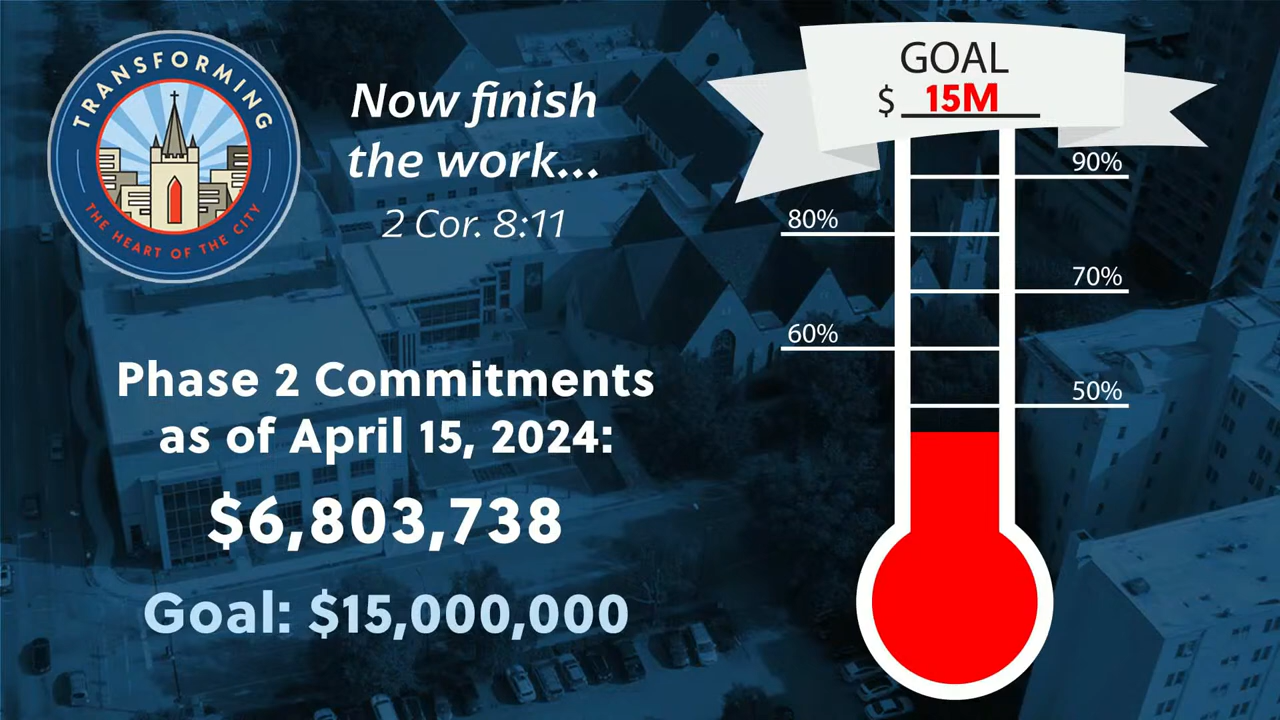 TRANSFORMING
THE HEART OF THE CITY
Now finish
the work...
2 Cor. 8:11
Phase 2 Commitments
as of April 15, 2024:
$6,803,738
Goal: $15,000,000
GOAL
$ 15M
90%
80%
70%
60%
50%